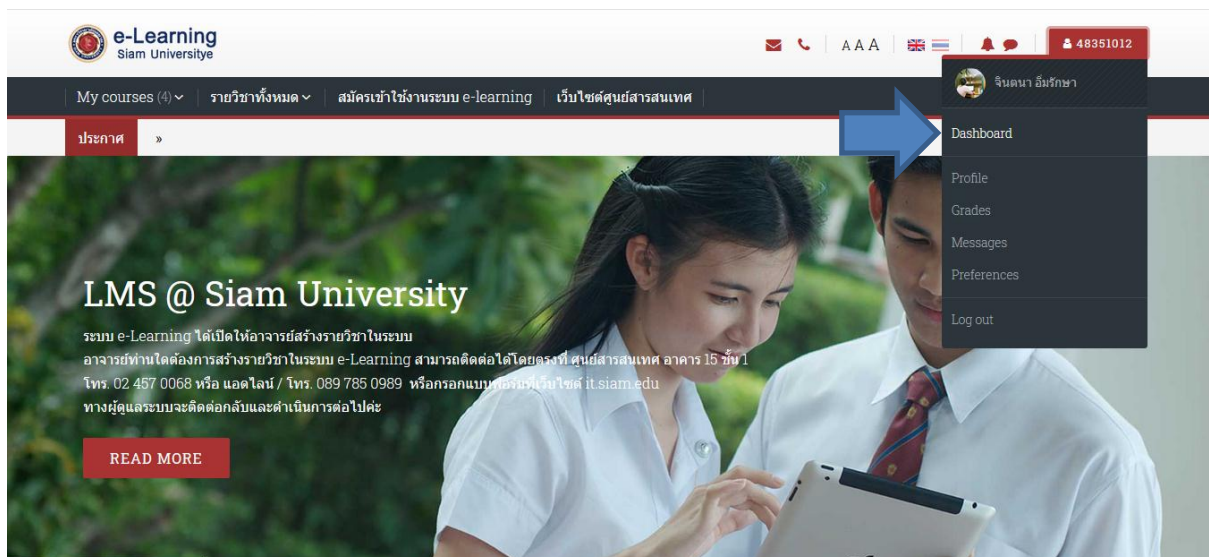 e-Learning
Siam Universitye
A A A
48351012
My courses (4)
รายวิชาทั้งหมด
สมัครเข้าใช้งานระบบ e-learning
เว็บไซต์ศูนย์สารสนเทศ
จินตนา อิ่มรักษา
ประกาศ »
Dashboard
Profile
Grades
Messages
Preferences
Log out
LMS @ Siam University
ระบบ e-Learning ได้เปิดให้อาจารย์สร้างรายวิชาในระบบ
อาจารย์ท่านใดต้องการสร้างรายวิชาในระบบ e-Learning สามารถติดต่อได้โดยตรงที่ ศูนย์สารสนเทศ อาคาร 15 ชั้น 1
โทร. 02 457 0068 หรือ แอดไลน์ / โทร. 089 785 0989 หรือกรอกแบบฟอร์มที่เว็บไซต์ it.siam.edu
ทางผู้ดูแลระบบจะติดต่อกลับและดำเนินการต่อไปค่ะ
READ MORE